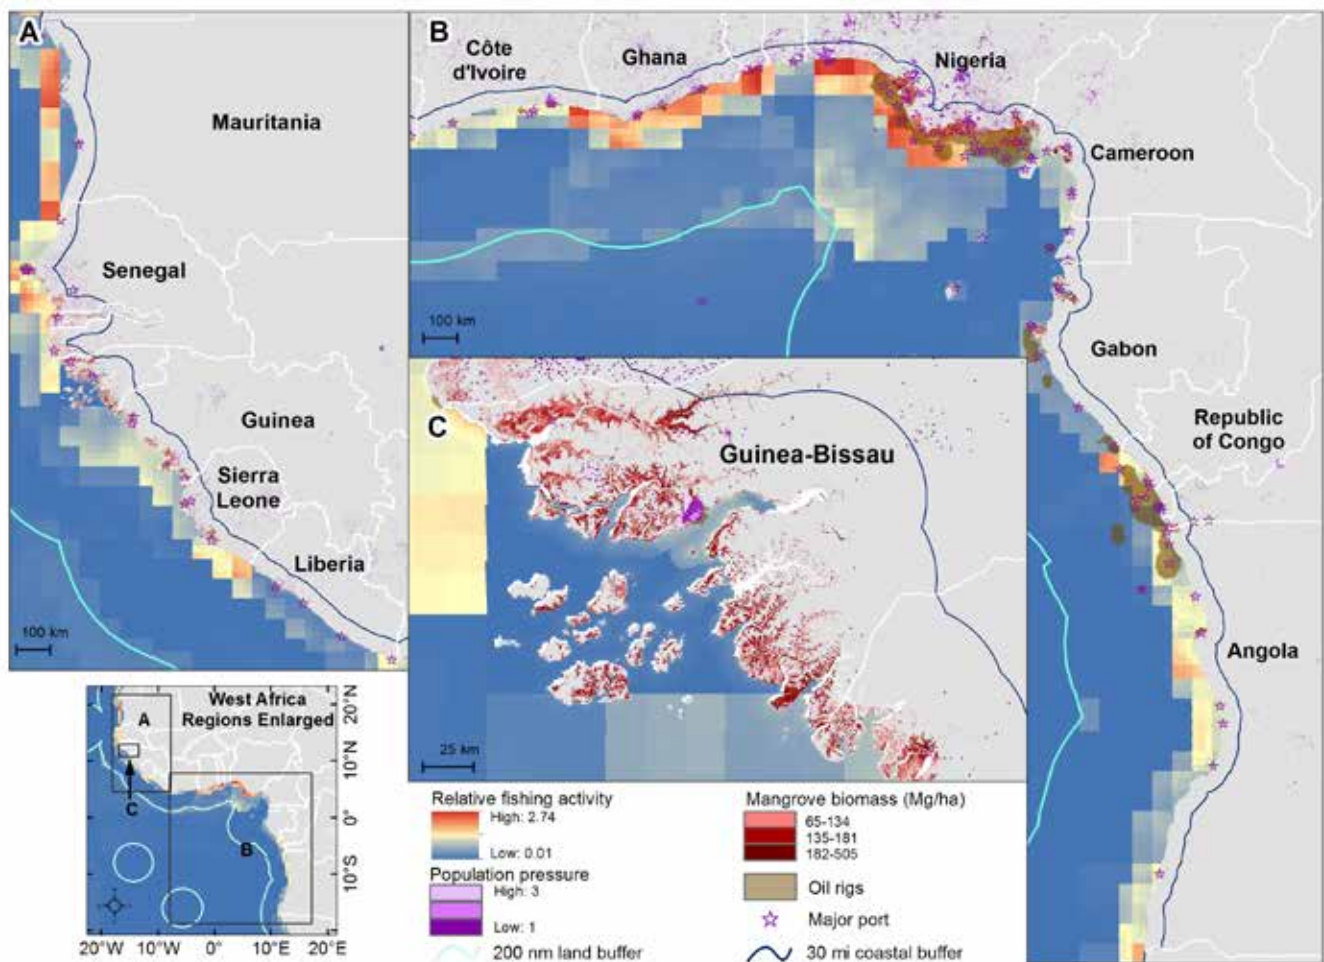 A
Mauritania
Senegal
Guinea
Sierra
Leone
Liberia
100 km
B
Côte
d'Ivoire
Ghana
Nigeria
Cameroon
Gabon
Republic
of Congo
Angola
100 km
C
Guinea-Bissau
25 km
West Africa
Regions Enlarged
A
C
B
20°N
10°N
0°
10°S
20°W
10°W
0°
10°E
20°E
Relative fishing activity
High: 2.74
Low: 0.01
Population pressure
High: 3
Low: 1
200 nm land buffer
Mangrove biomass (Mg/ha)
65-134
135-181
182-505
Oil rigs
Major port
30 mi coastal buffer